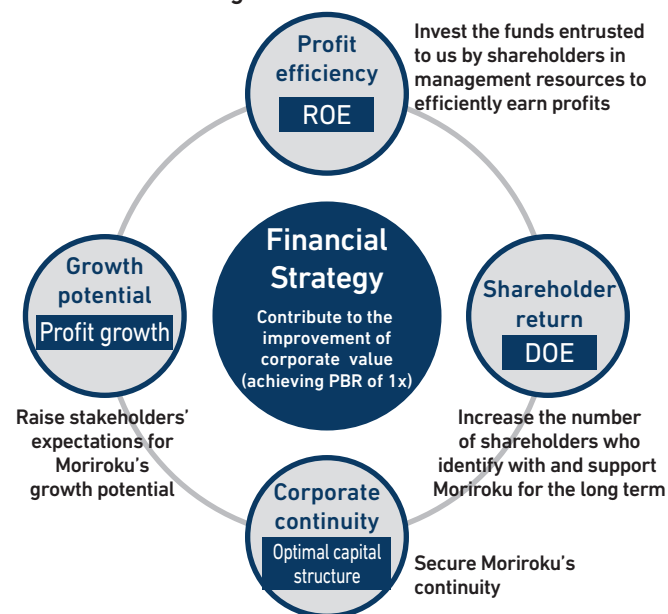 Profit
efficiency
ROE
Invest the funds entrusted
to us by shareholders in
management resources to
efficiently earn profits
Financial
Strategy
Contribute to the
improvement of
corporate value
(achieving PBR of 1x)
Growth
potential
Profit growth
Raise stakeholders’
expectations for
Moriroku’s
growth potential
Shareholder
return
DOE
Increase the number
of shareholders who
identify with and support
Moriroku for the long term
Corporate
continuity
Optimal capital
structure
Secure Moriroku’s
continuity